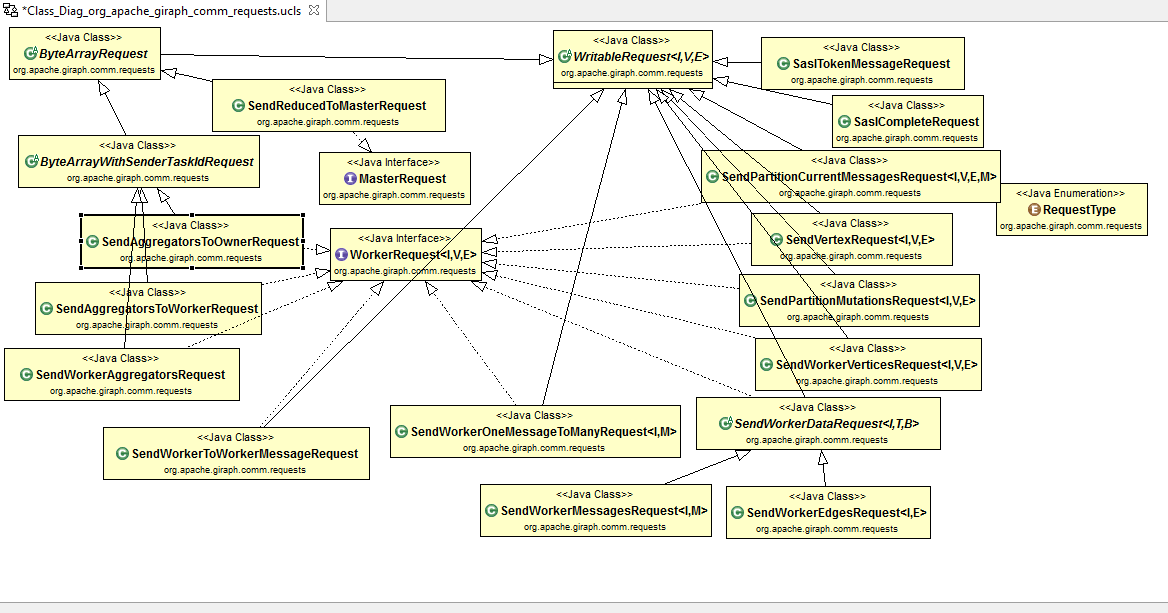 *Class_Diag_org_apache_giraph_comm_requests.ucls
<<Java Class>>
ByteArrayRequest
org.apache.giraph.comm.requests
<<Java Class>>
WritableRequest<I,V,E>
org.apache.giraph.comm.requests
<<Java Class>>
SaslTokenMessageRequest
org.apache.giraph.comm.requests
<<Java Class>>
SendReducedToMasterRequest
org.apache.giraph.comm.requests
<<Java Class>>
SaslCompleteRequest
org.apache.giraph.comm.requests
<<Java Class>>
ByteArrayWithSenderTaskIdRequest
org.apache.giraph.comm.requests
<<Java Interface>>
MasterRequest
org.apache.giraph.comm.requests
<<Java Class>>
SendPartitionCurrentMessagesRequest<I,V,E,M>
org.apache.giraph.comm.requests
<<Java Enumeration>>
RequestType
org.apache.giraph.comm.requests
<<Java Class>>
SendAggregatorsToOwnerRequest
org.apache.giraph.comm.requests
<<Java Interface>>
WorkerRequest<I,V,E>
org.apache.giraph.comm.requests
<<Java Class>>
SendVertexRequest<I,V,E>
org.apache.giraph.comm.requests
<<Java Class>>
SendAggregatorsToWorkerRequest
org.apache.giraph.comm.requests
<<Java Class>>
SendPartitionMutationsRequest<I,V,E>
org.apache.giraph.comm.requests
<<Java Class>>
SendWorkerAggregatorsRequest
org.apache.giraph.comm.requests
<<Java Class>>
SendWorkerVerticesRequest<I,V,E>
org.apache.giraph.comm.requests
<<Java Class>>
SendWorkerToWorkerMessageRequest
org.apache.giraph.comm.requests
<<Java Class>>
SendWorkerOneMessageToManyRequest<I,M>
org.apache.giraph.comm.requests
<<Java Class>>
SendWorkerDataRequest<I,T,B>
org.apache.giraph.comm.requests
<<Java Class>>
SendWorkerMessagesRequest<I,M>
org.apache.giraph.comm.requests
<<Java Class>>
SendWorkerEdgesRequest<I,E>
org.apache.giraph.comm.requests